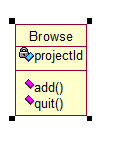 Browse
projectId
add()
quit()